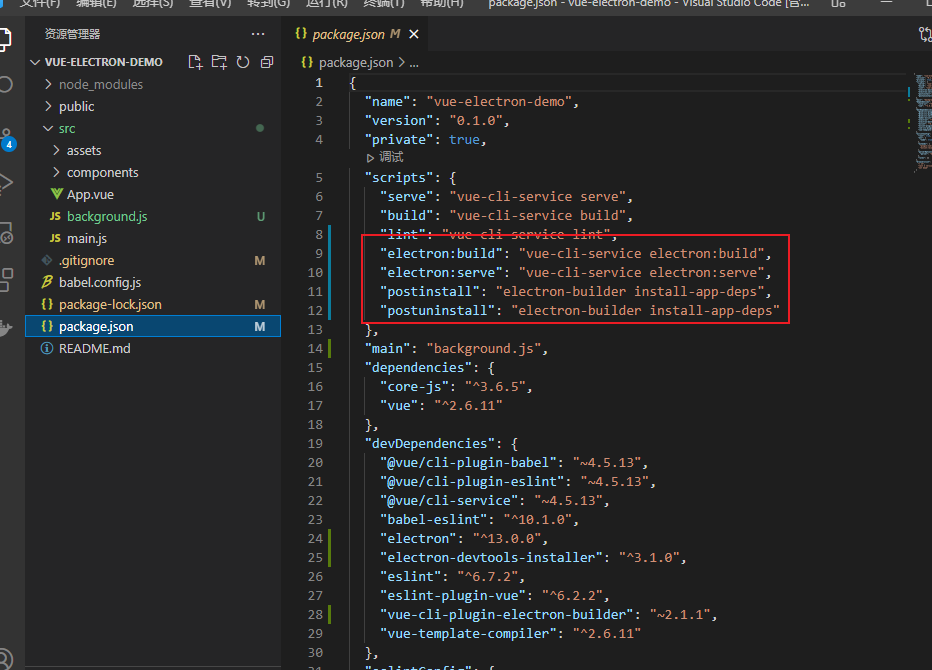 文件(F) 编辑(E) 选择(S) 查看(V) 转到(G) 运行(R) 终端(T) 帮助(H) package.json - vue-electron-demo - Visual Studio Code [管...
资源管理器 ...
VUE-ELECTRON-DEMO
node_modules
public
src
assets
components
App.vue
JS background.js U
JS main.js
.gitignore M
babel.config.js
{} package-lock.json M
{} package.json M
README.md
4
{} package.json M ×
{} package.json > ...
1 {
2 "name": "vue-electron-demo",
3 "version": "0.1.0",
4 "private": true,
调试
5 "scripts": {
6 "serve": "vue-cli-service serve",
7 "build": "vue-cli-service build",
8 "lint": "vue-cli-service lint",
9 "electron:build": "vue-cli-service electron:build",
10 "electron:serve": "vue-cli-service electron:serve",
11 "postinstall": "electron-builder install-app-deps",
12 "postuninstall": "electron-builder install-app-deps"
13 },
14 "main": "background.js",
15 "dependencies": {
16 "core-js": "^3.6.5",
17 "vue": "^2.6.11"
18 },
19 "devDependencies": {
20 "@vue/cli-plugin-babel": "~4.5.13",
21 "@vue/cli-plugin-eslint": "~4.5.13",
22 "@vue/cli-service": "~4.5.13",
23 "babel-eslint": "^10.1.0",
24 "electron": "^13.0.0",
25 "electron-devtools-installer": "^3.1.0",
26 "eslint": "^6.7.2",
27 "eslint-plugin-vue": "^6.2.2",
28 "vue-cli-plugin-electron-builder": "~2.1.1",
29 "vue-template-compiler": "^2.6.11"
30 },
31 "eslintConfig": {